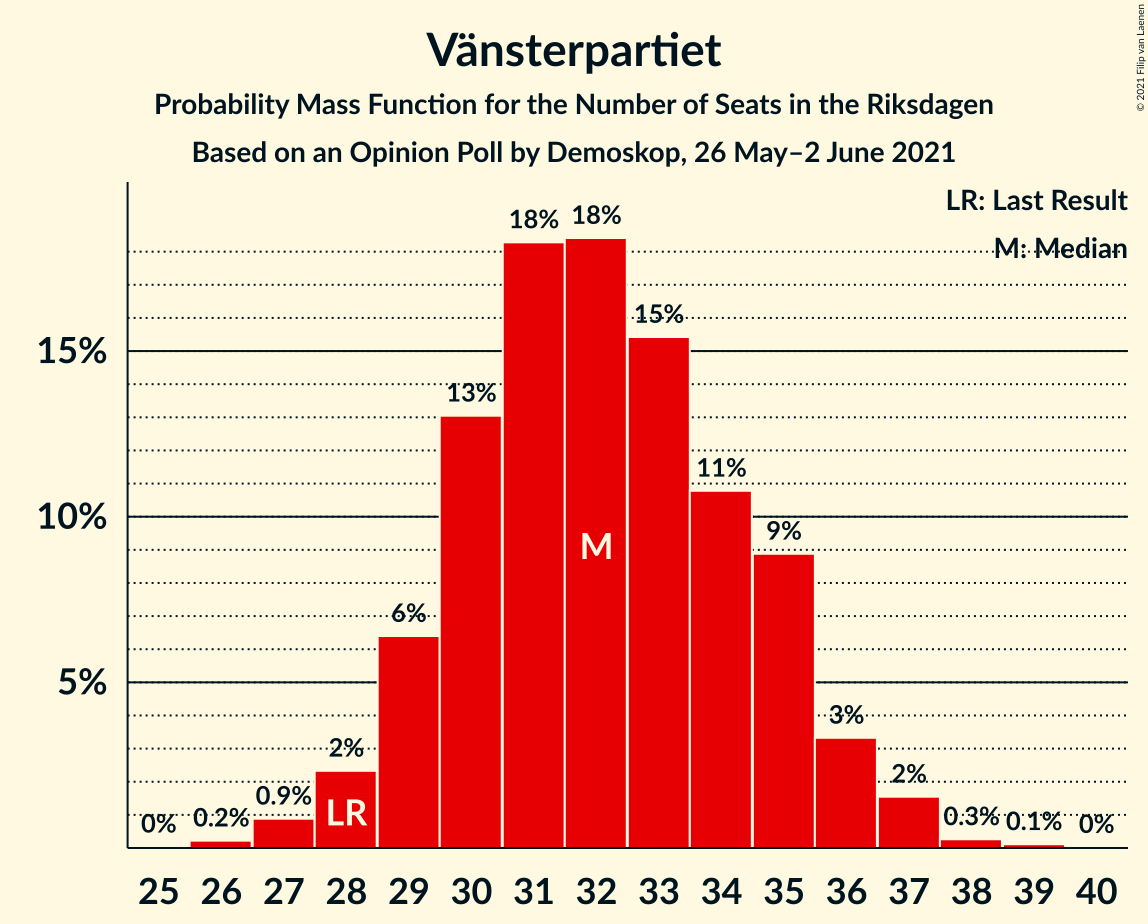 Vänsterpartiet
Probability Mass Function for the Number of Seats in the Riksdagen
Based on an Opinion Poll by Demoskop, 26 May–2 June 2021
© 2021 Filip van Laenen
LR: Last Result
M: Median
18%
18%
15%
15%
13%
11%
10%
9%
M
6%
5%
3%
2%
2%
0.9%
LR
0%
0.2%
0.3%
0.1%
0%
25 26 27 28 29 30 31 32 33 34 35 36 37 38 39 40